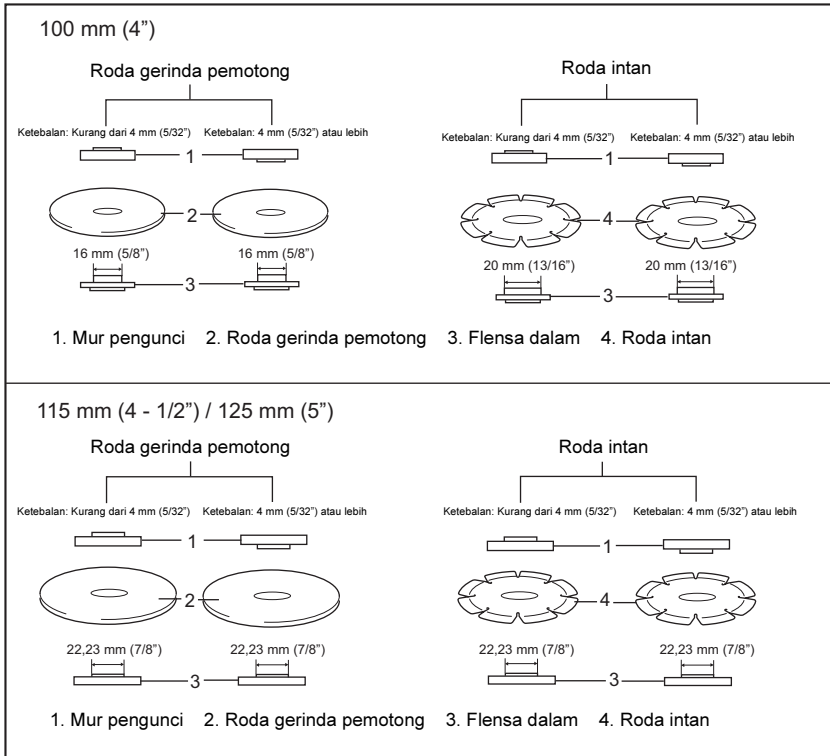 100 mm (4”)
Roda gerinda pemotong
Ketebalan: Kurang dari 4 mm (5/32”) Ketebalan: 4 mm (5/32”) atau lebih
1
2
16 mm (5/8”) 16 mm (5/8”)
3
Roda intan
Ketebalan: Kurang dari 4 mm (5/32”) Ketebalan: 4 mm (5/32”) atau lebih
1
4
20 mm (13/16”) 20 mm (13/16”)
3
1. Mur pengunci 2. Roda gerinda pemotong 3. Flensa dalam 4. Roda intan
115 mm (4 - 1/2”) / 125 mm (5”)
Roda gerinda pemotong
Ketebalan: Kurang dari 4 mm (5/32”) Ketebalan: 4 mm (5/32”) atau lebih
1
2
22,23 mm (7/8”) 22,23 mm (7/8”)
3
Roda intan
Ketebalan: Kurang dari 4 mm (5/32”) Ketebalan: 4 mm (5/32”) atau lebih
1
4
22,23 mm (7/8”) 22,23 mm (7/8”)
3
1. Mur pengunci 2. Roda gerinda pemotong 3. Flensa dalam 4. Roda intan